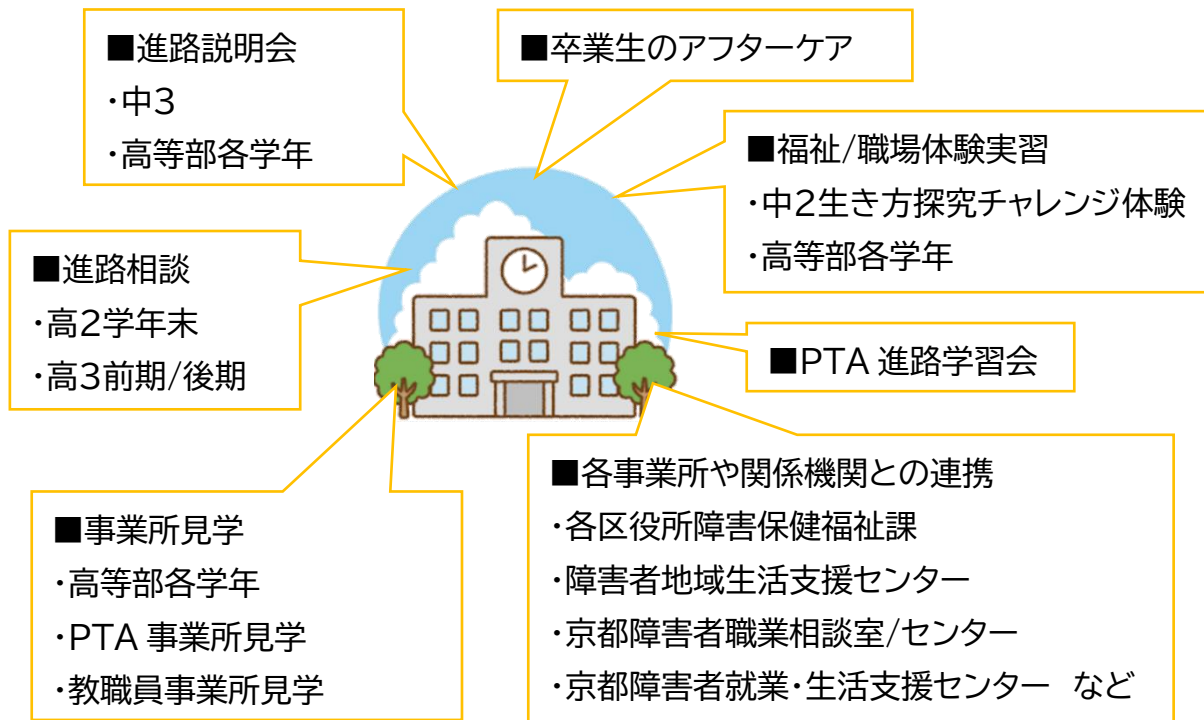 ■進路説明会
・中3
・高等部各学年
■卒業生のアフターケア
■福祉/職場体験実習
・中2生き方探究チャレンジ体験
・高等部各学年
■進路相談
・高2学年末
・高3前期/後期
■PTA 進路学習会
■事業所見学
・高等部各学年
・PTA 事業所見学
・教職員事業所見学
■各事業所や関係機関との連携
・各区役所障害保健福祉課
・障害者地域生活支援センター
・京都障害者職業相談室/センター
・京都障害者就業・生活支援センター　など